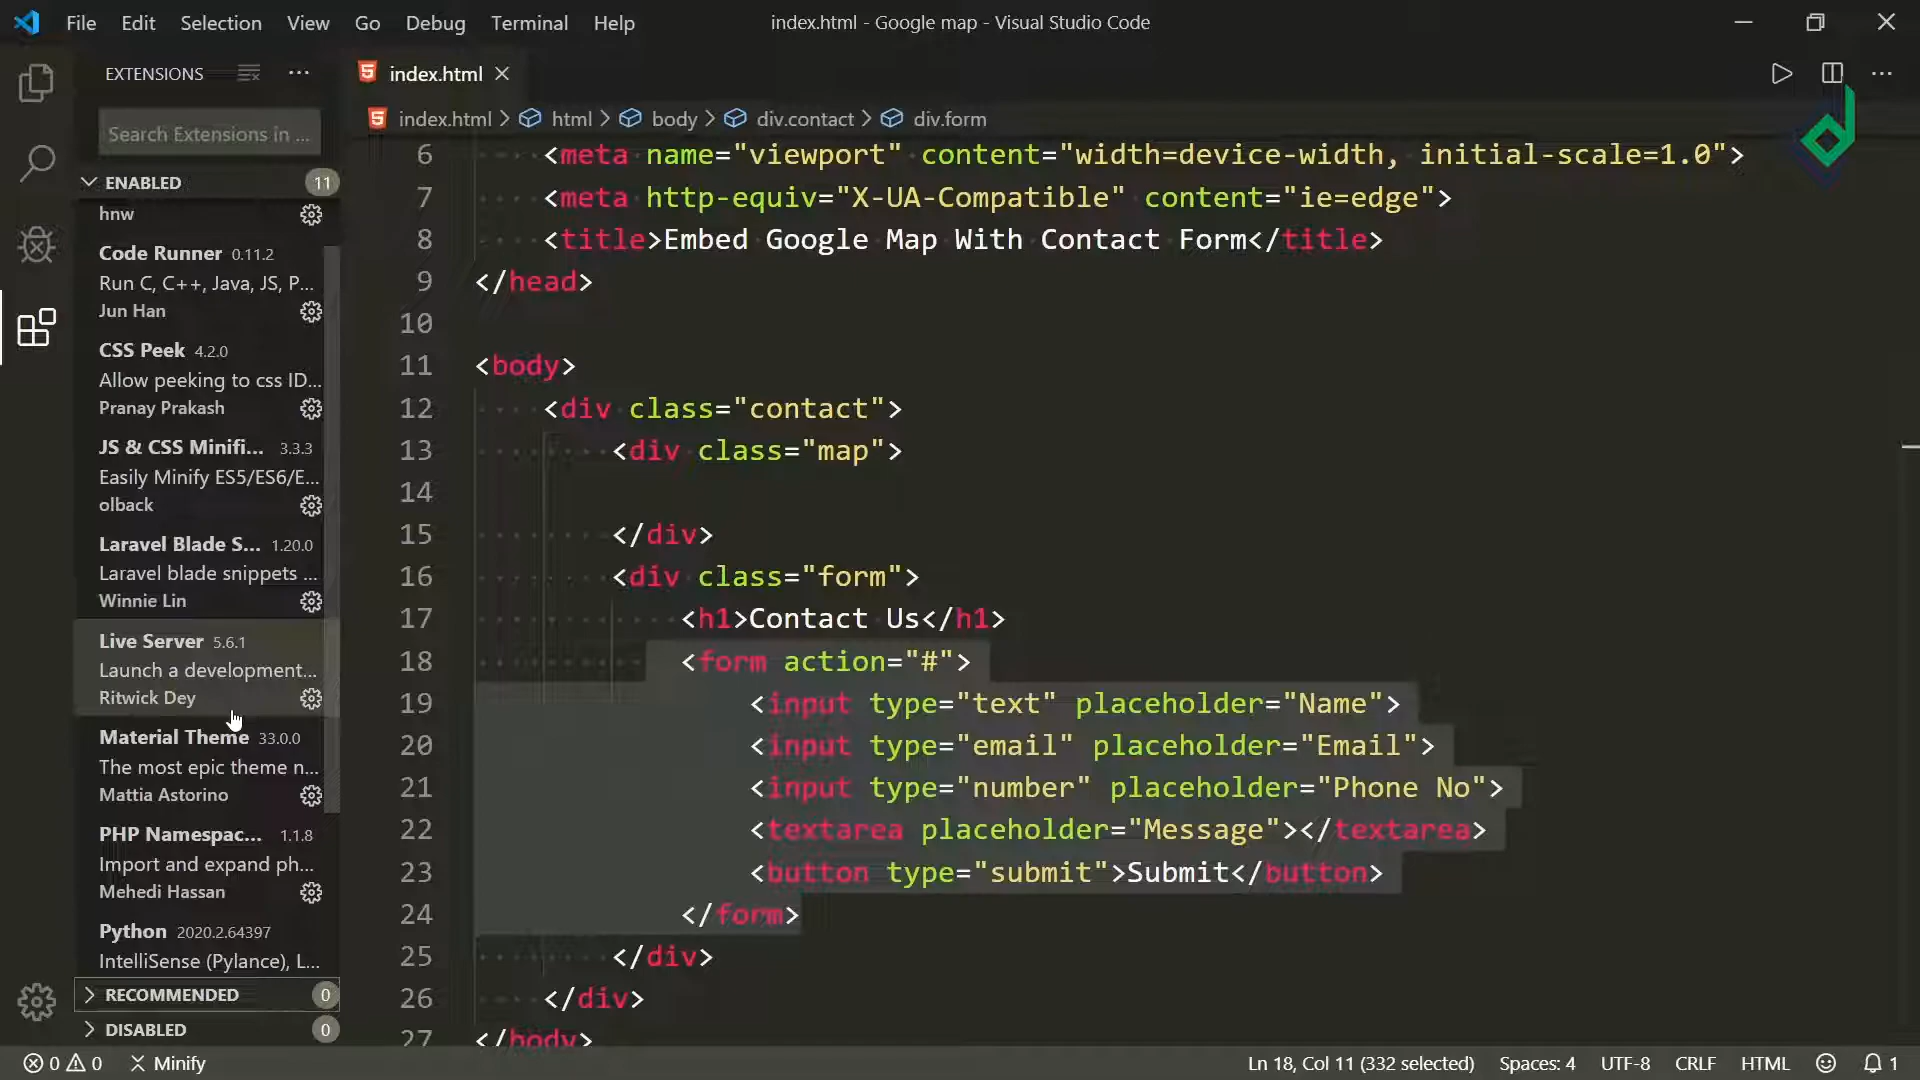 File Edit Selection View Go Debug Terminal Help
index.html - Google map - Visual Studio Code
EXTENSIONS
Search Extensions in ...
ENABLED 11
hnw
Code Runner 0.11.2
Run C, C++, Java, JS, P...
Jun Han
CSS Peek 4.2.0
Allow peeking to css ID...
Pranay Prakash
JS & CSS Minifi... 3.3.3
Easily Minify ES5/ES6/E...
olback
Laravel Blade S... 1.20.0
Laravel blade snippets ...
Winnie Lin
Live Server 5.6.1
Launch a development...
Ritwick Dey
Material Theme 33.0.0
The most epic theme n...
Mattia Astorino
PHP Namespac... 1.1.8
Import and expand ph...
Mehedi Hassan
Python 2020.2.64397
IntelliSense (Pylance), L...
RECOMMENDED 0
DISABLED 0
index.html
index.html > html > body > div.contact > div.form
6 <meta name="viewport" content="width=device-width, initial-scale=1.0">
7 <meta http-equiv="X-UA-Compatible" content="ie=edge">
8 <title>Embed Google Map With Contact Form</title>
9 </head>
10
11 <body>
12 <div class="contact">
13 <div class="map">
14
15 </div>
16 <div class="form">
17 <h1>Contact Us</h1>
18 <form action="#">
19 <input type="text" placeholder="Name">
20 <input type="email" placeholder="Email">
21 <input type="number" placeholder="Phone No">
22 <textarea placeholder="Message"></textarea>
23 <button type="submit">Submit</button>
24 </form>
25 </div>
26 </div>
27 </body>
0 0 Minify
Ln 18, Col 11 (332 selected) Spaces: 4 UTF-8 CRLF HTML 1